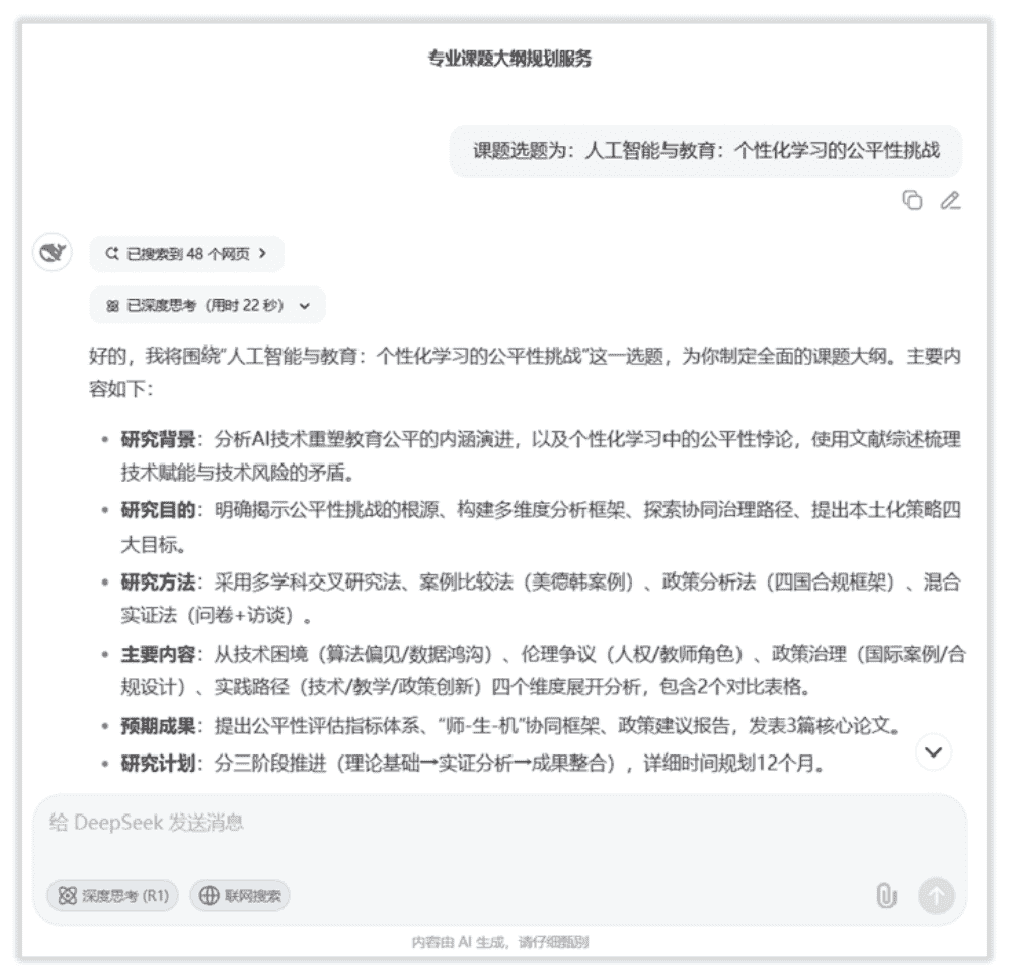 专业课题大纲规划服务
课题选题为：人工智能与教育：个性化学习的公平性挑战
已搜索到 48 个网页
已深度思考（用时 22 秒）
好的，我将围绕“人工智能与教育：个性化学习的公平性挑战”这一选题，为你制定全面的课题大纲。主要内
容如下：
• 研究背景：分析AI技术重塑教育公平的内涵演进，以及个性化学习中的公平性悖论，使用文献综述梳理
技术赋能与技术风险的矛盾。
• 研究目的：明确揭示公平性挑战的根源、构建多维度分析框架、探索协同治理路径、提出本土化策略四
大目标。
• 研究方法：采用多学科交叉研究法、案例比较法（美德韩案例）、政策分析法（四国合规框架）、混合
实证法（问卷+访谈）。
• 主要内容：从技术困境（算法偏见/数据鸿沟）、伦理争议（人权/教师角色）、政策治理（国际案例/合
规设计）、实践路径（技术/教学/政策创新）四个维度展开分析，包含2个对比表格。
• 预期成果：提出公平性评估指标体系、“师-生-机”协同框架、政策建议报告，发表3篇核心论文。
• 研究计划：分三阶段推进（理论基础→实证分析→成果整合），详细时间规划12个月。
给 DeepSeek 发送消息
深度思考 (R1) 联网搜索
内容由 AI 生成，请仔细甄别